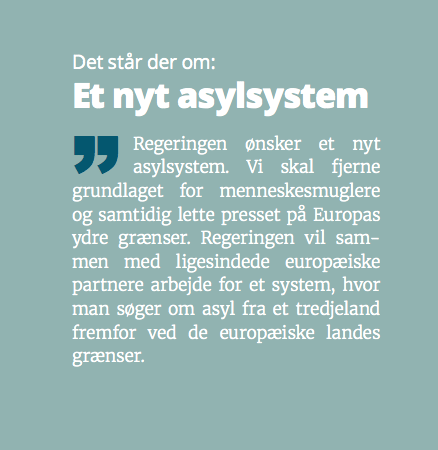 Det står der om:
Et nyt asylsystem
” Regeringen ønsker et nyt
asylsystem. Vi skal fjerne
grundlaget for menneskesmuglere
og samtidig lette presset på Europas
ydre grænser. Regeringen vil sam-
men med ligesindede europæiske
partnere arbejde for et system, hvor
man søger om asyl fra et tredjeland
fremfor ved de europæiske landes
grænser.